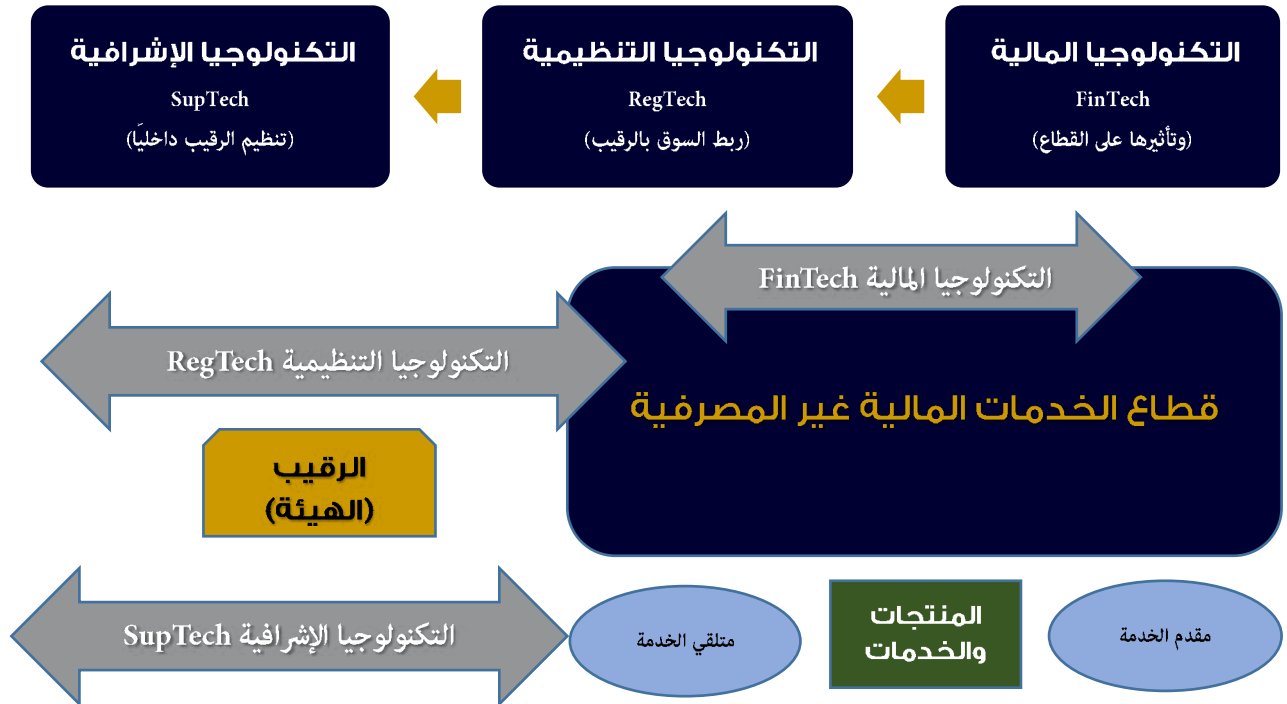 التكنولوجيا المالية
FinTech
(وتأثيرها على القطاع)
التكنولوجيا التنظيمية
RegTech
(ربط السوق بالرقيب)
التكنولوجيا الإشرافية
SupTech
(تنظيم الرقيب داخليَا)
التكنولوجيا المالية FinTech
التكنولوجيا التنظيمية RegTech
قطاع الخدمات المالية غير المصرفية
الرقيب
(الهيئة)
مقدم الخدمة
المنتجات
والخدمات
متلقي الخدمة
التكنولوجيا الإشرافية SupTech